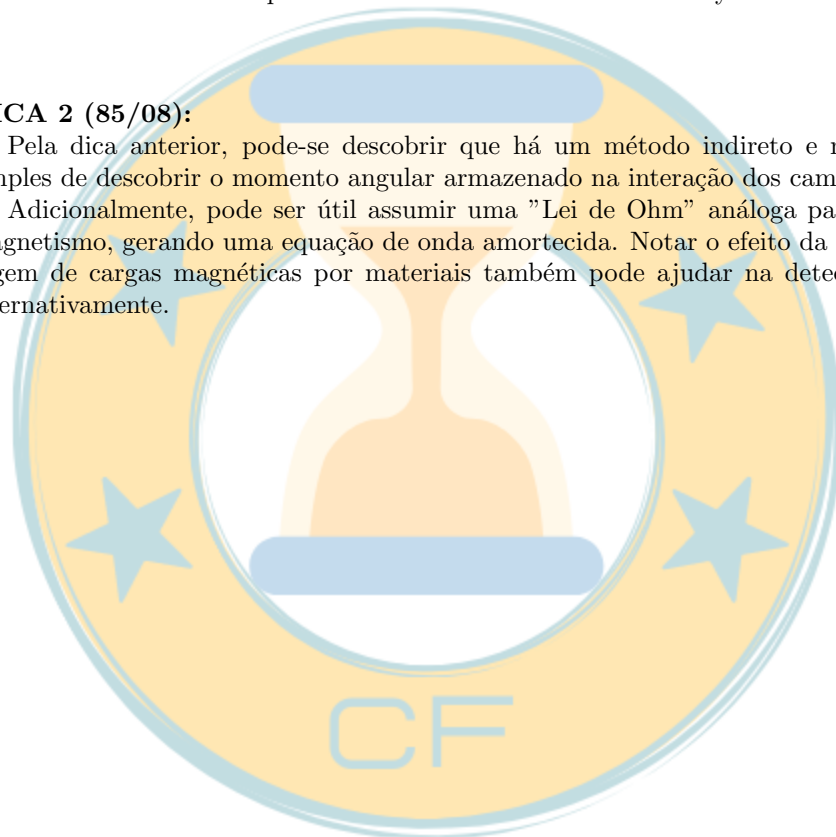 ICA 2 (85/08):
Pela dica anterior, pode-se descobrir que há um método indireto e
mples de descobrir o momento angular armazenado na interação dos cam
Adicionalmente, pode ser útil assumir uma ”Lei de Ohm” análoga pa
agnetismo, gerando uma equação de onda amortecida. Notar o efeito da
gem de cargas magnéticas por materiais também pode ajudar na dete
ernativamente.
CF